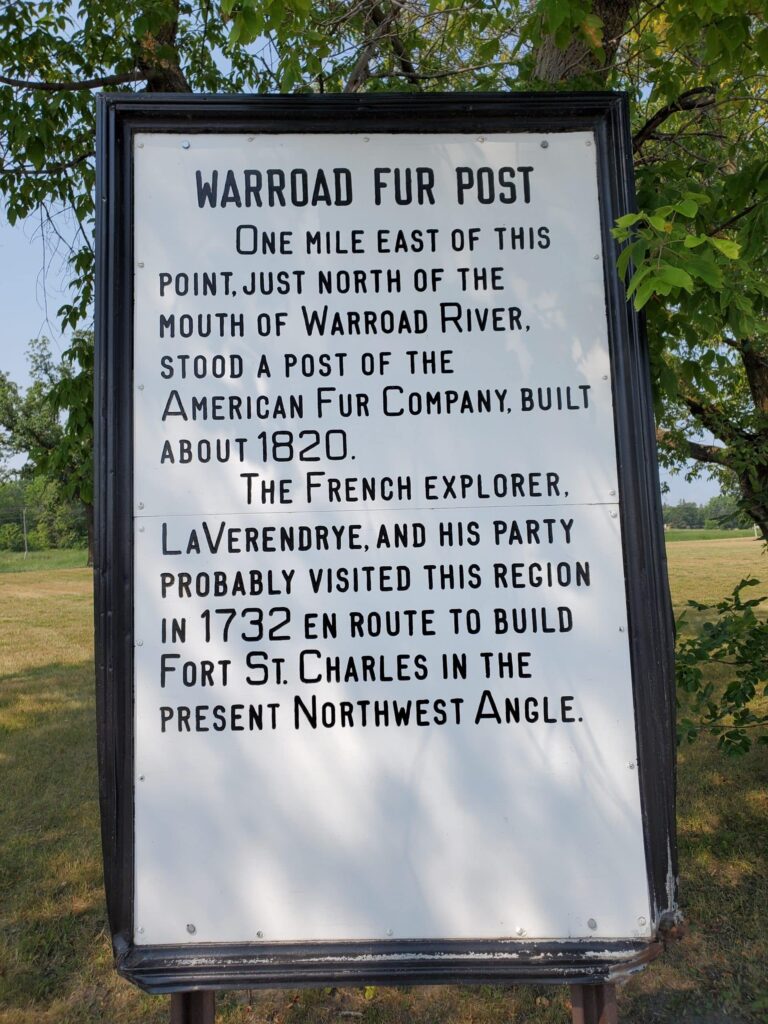 WARROAD FUR POST
ONE MILE EAST OF THIS
POINT, JUST NORTH OF THE
MOUTH OF WARROAD RIVER,
STOOD A POST OF THE
AMERICAN FUR COMPANY, BUILT
ABOUT 1820.
THE FRENCH EXPLORER,
LAVERENDRYE, AND HIS PARTY
PROBABLY VISITED THIS REGION
IN 1732 EN ROUTE TO BUILD
FORT ST. CHARLES IN THE
PRESENT NORTHWEST ANGLE.